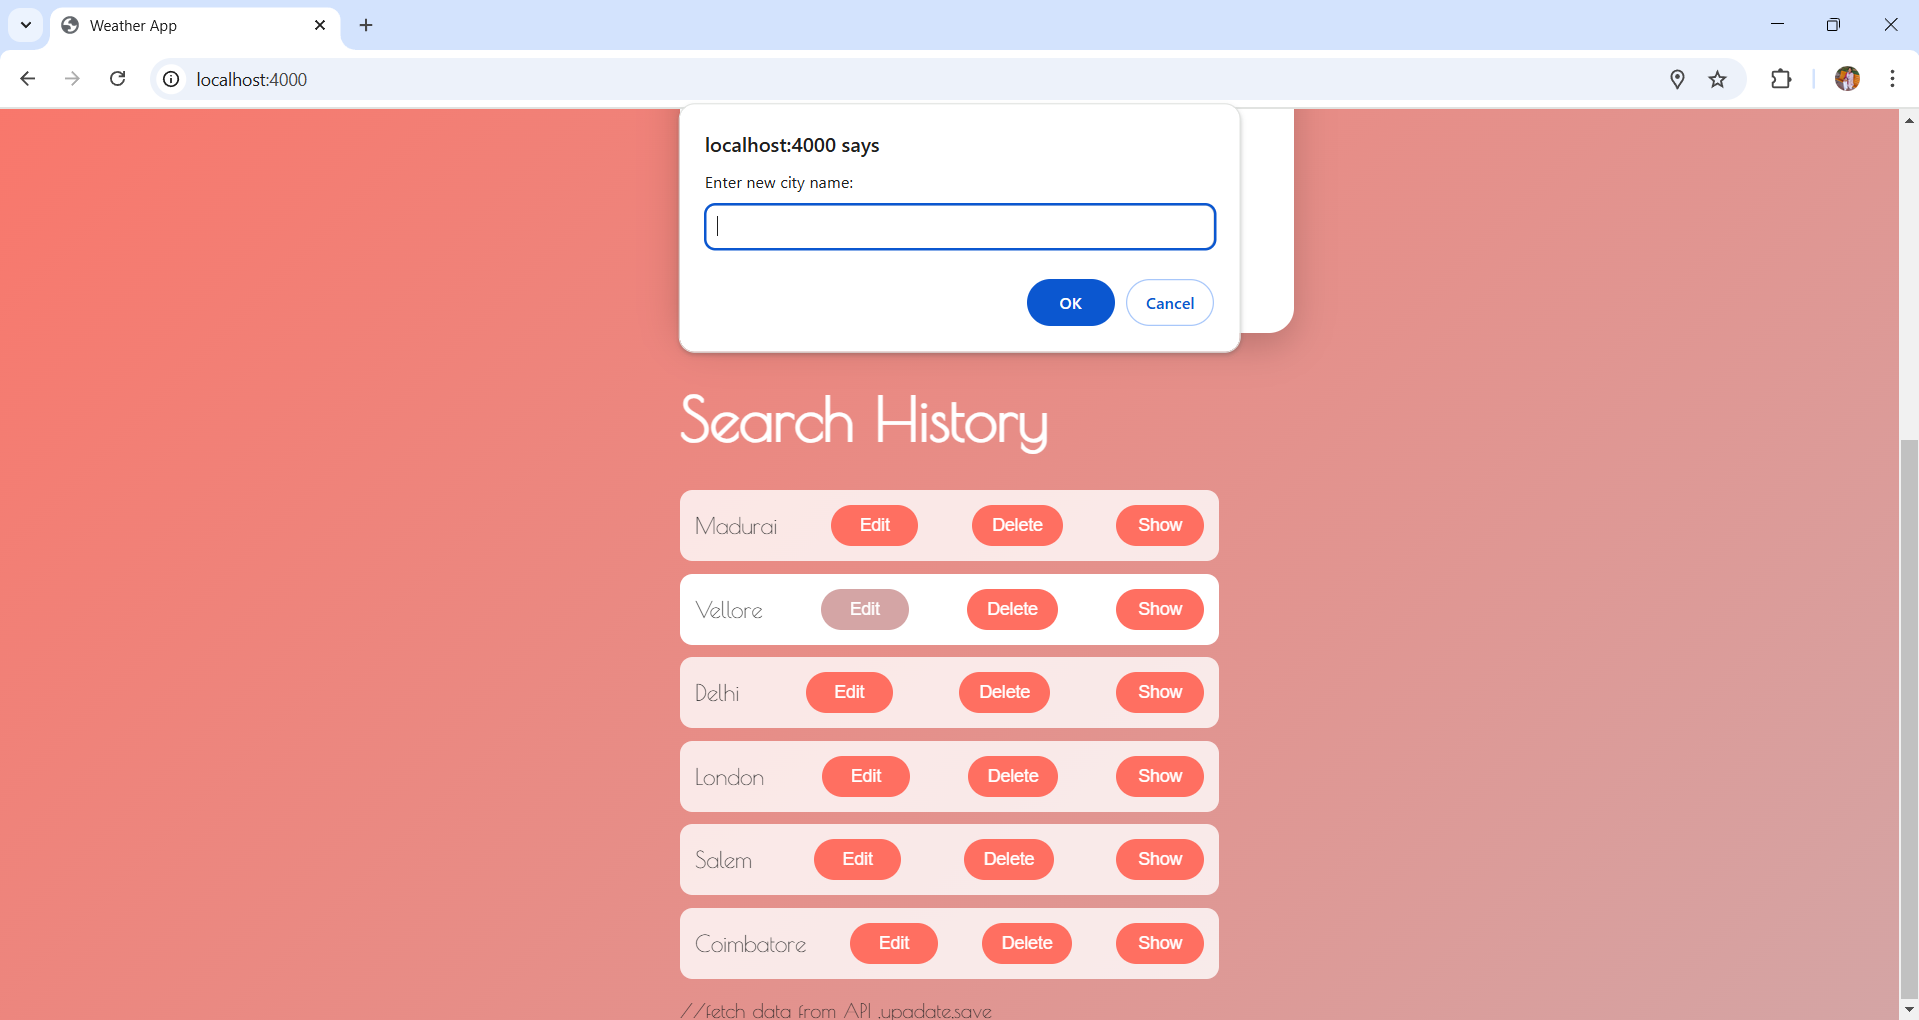 Weather App
localhost:4000
localhost:4000 says
Enter new city name:
OK Cancel
Search History
Madurai Edit Delete Show
Vellore Edit Delete Show
Delhi Edit Delete Show
London Edit Delete Show
Salem Edit Delete Show
Coimbatore Edit Delete Show
//fetch data from API ,upadate,save